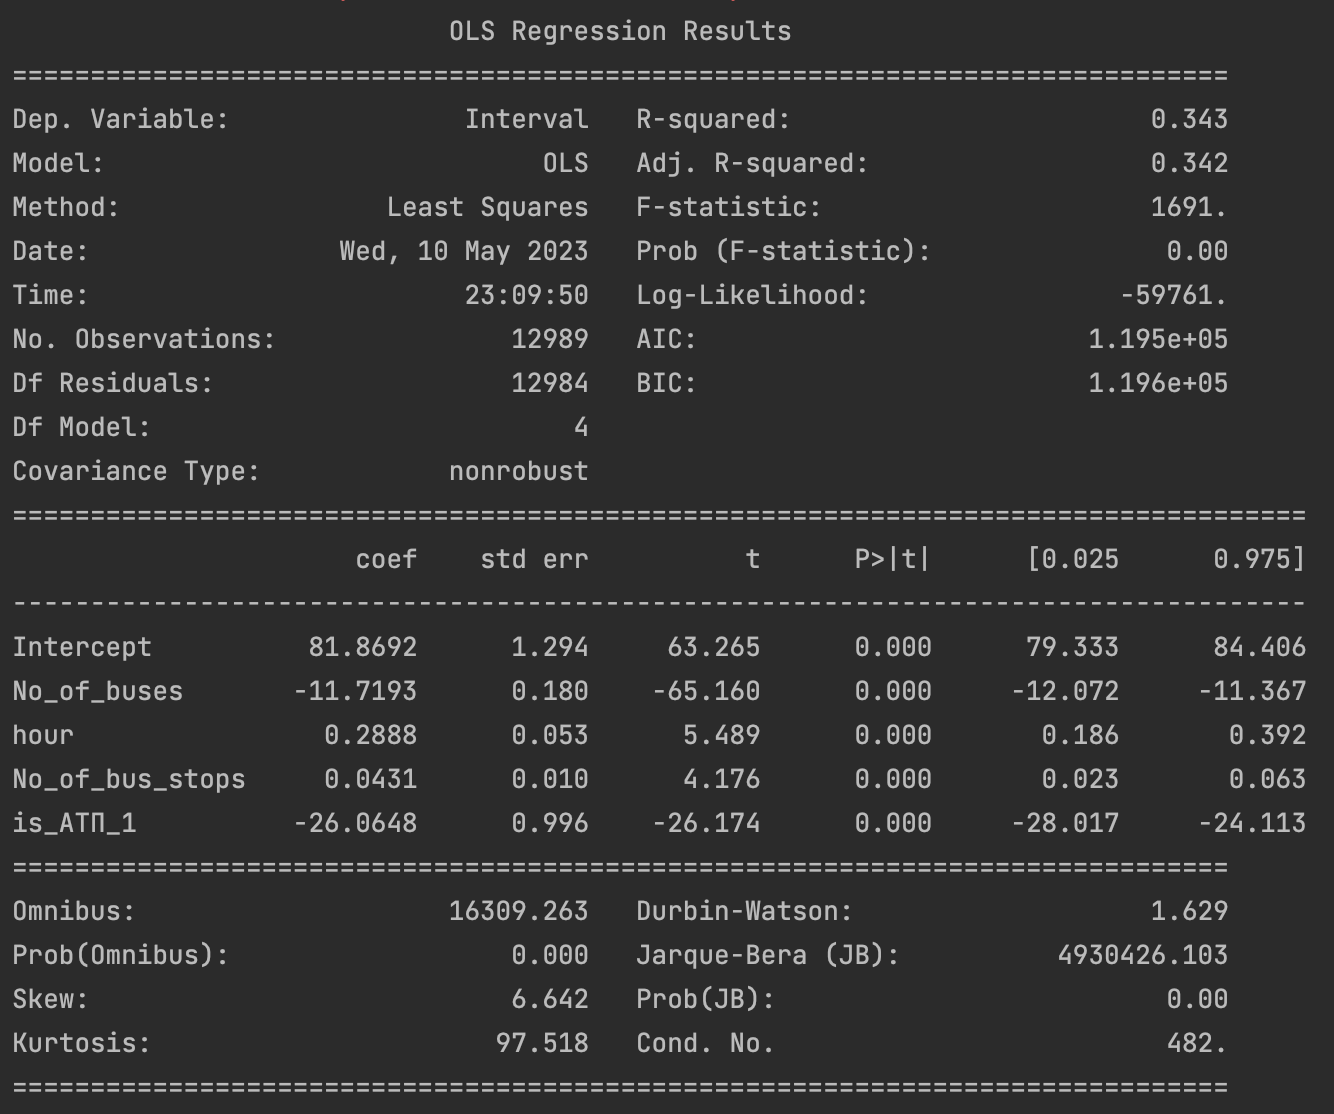 OLS Regression Results
==============================================================================
Dep. Variable:               Interval   R-squared:                       0.343
Model:                            OLS   Adj. R-squared:                  0.342
Method:                 Least Squares   F-statistic:                     1691.
Date:                Wed, 10 May 2023   Prob (F-statistic):               0.00
Time:                        23:09:50   Log-Likelihood:                -59761.
No. Observations:               12989   AIC:                         1.195e+05
Df Residuals:                   12984   BIC:                         1.196e+05
Df Model:                           4
Covariance Type:            nonrobust
===================================================================================
                      coef    std err          t      P>|t|      [0.025      0.975]
-----------------------------------------------------------------------------------
Intercept          81.8692      1.294     63.265      0.000      79.333      84.406
No_of_buses       -11.7193      0.180    -65.160      0.000     -12.072     -11.367
hour                0.2888      0.053      5.489      0.000       0.186       0.392
No_of_bus_stops     0.0431      0.010      4.176      0.000       0.023       0.063
is_АТП_1          -26.0648      0.996    -26.174      0.000     -28.017     -24.113
==============================================================================
Omnibus:                    16309.263   Durbin-Watson:                   1.629
Prob(Omnibus):                  0.000   Jarque-Bera (JB):          4930426.103
Skew:                           6.642   Prob(JB):                         0.00
Kurtosis:                      97.518   Cond. No.                         482.
==============================================================================